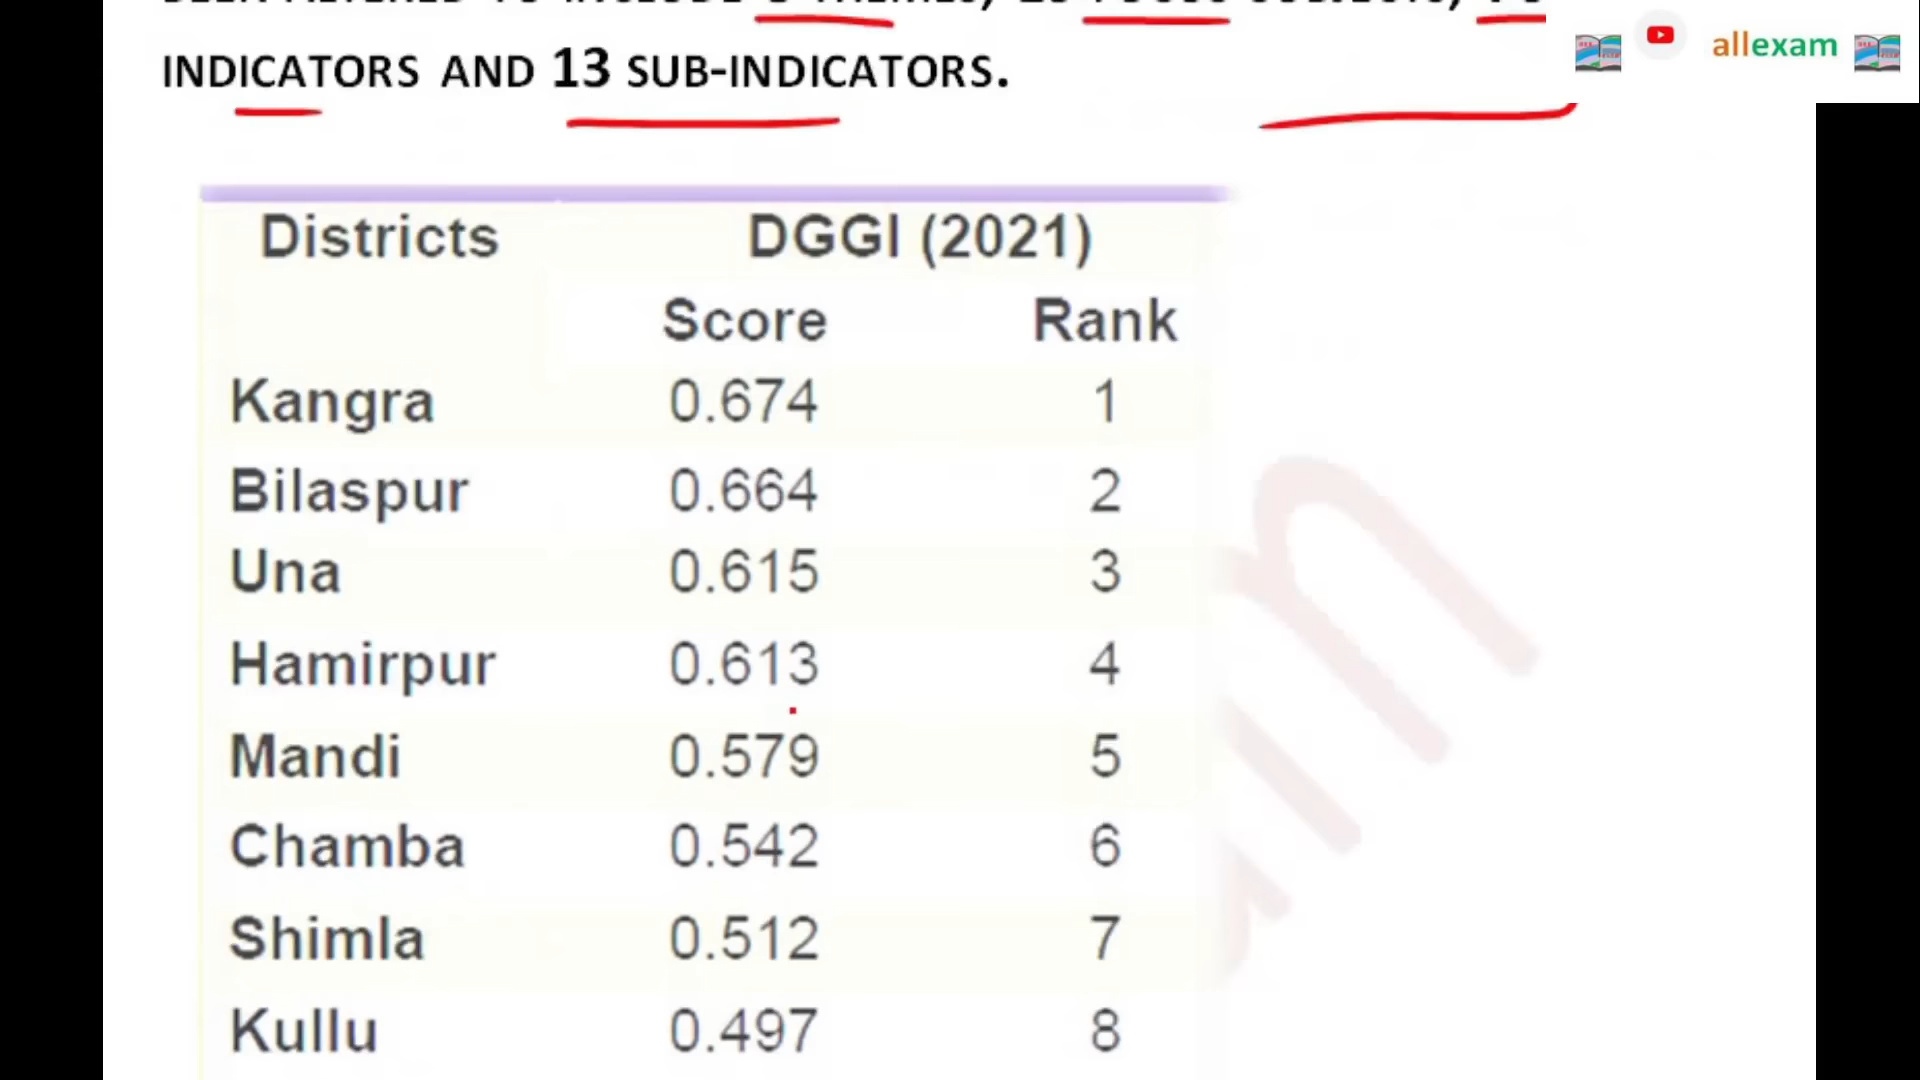 INDICATORS AND 13 SUB-INDICATORS.
allexam
Districts DGGI (2021)
Score Rank
Kangra 0.674 1
Bilaspur 0.664 2
Una 0.615 3
Hamirpur 0.613 4
Mandi 0.579 5
Chamba 0.542 6
Shimla 0.512 7
Kullu 0.497 8